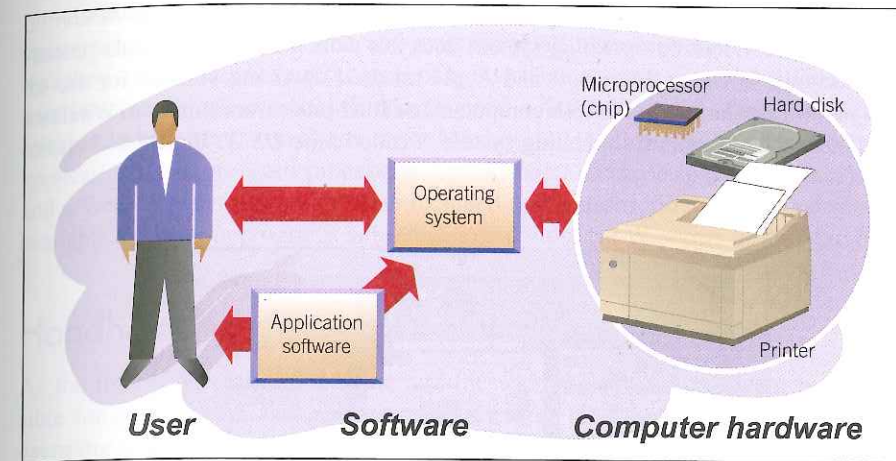 Microprocessor
(chip)
Hard disk
Operating
system
Application
software
Printer
User
Software
Computer hardware